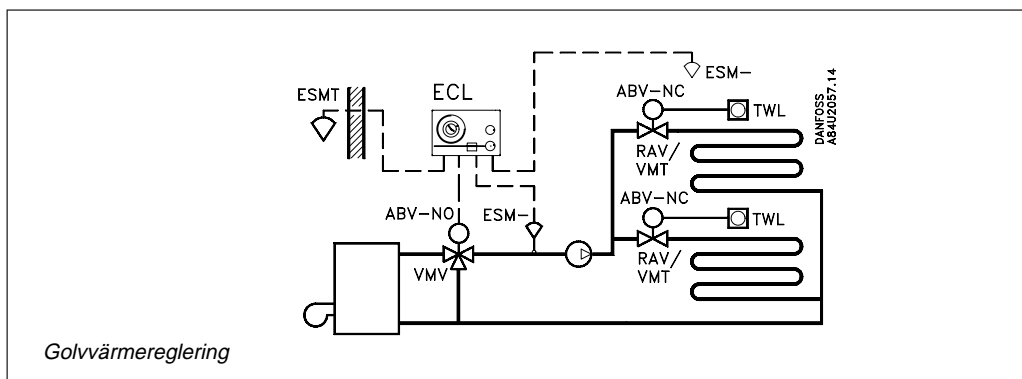 ESM-
ABV-NC
ESMT
ECL
TWL
RAV/
VMT
ABV-NC
ABV-NO
ESM-
TWL
RAV/
VMT
VMV
DANFOSS
A84U2057.14
Golvvärmereglering